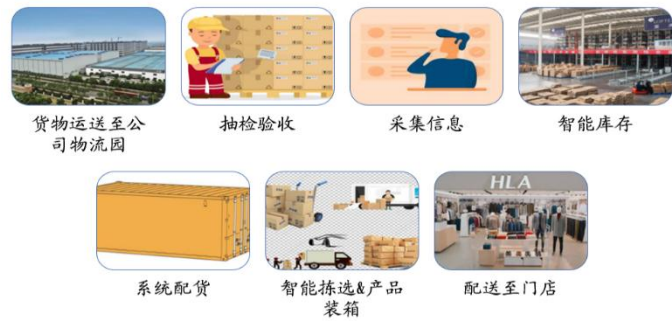 货物运送至公
司物流园
抽检验收
采集信息
智能库存
HLA
系统配货
智能拣选&产品
装箱
配送至门店